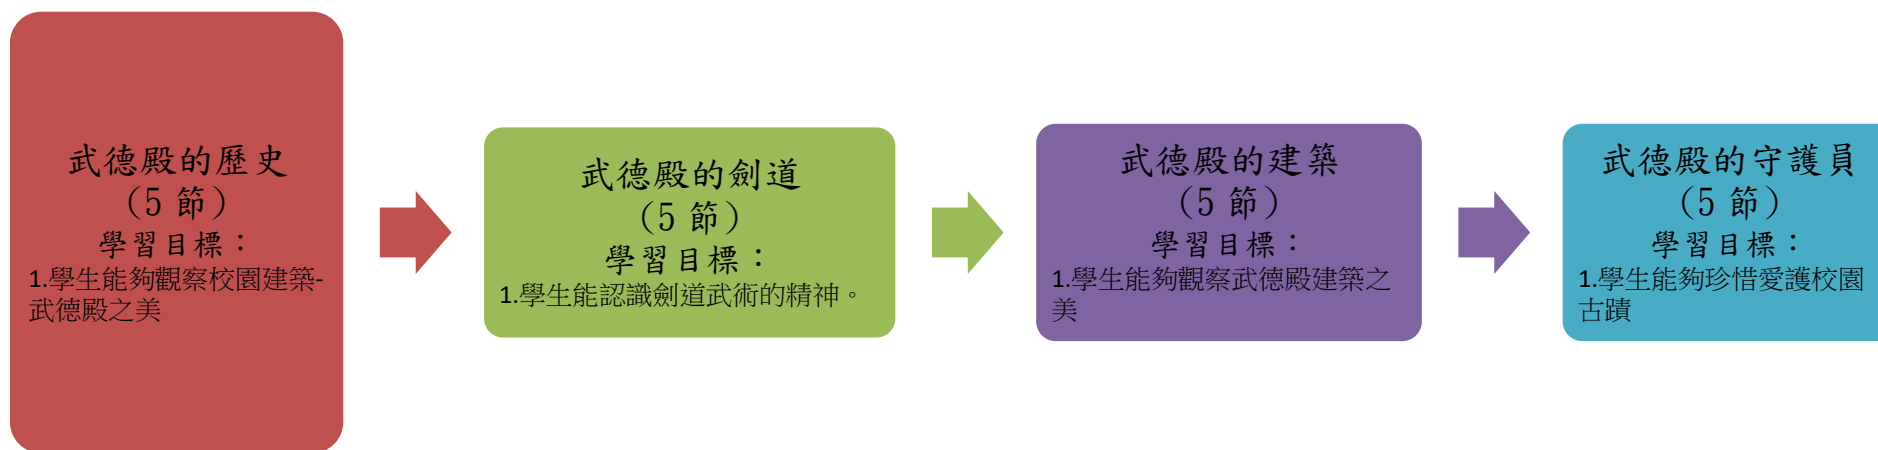 武德殿的歷史
(5 節)
學習目標：
1.學生能夠觀察校園建築-
武德殿之美
武德殿的劍道
(5 節)
學習目標：
1.學生能認識劍道武術的精神。
武德殿的建築
(5 節)
學習目標：
1.學生能夠觀察武德殿建築之
美
武德殿的守護員
(5 節)
學習目標：
1.學生能夠珍惜愛護校園
古蹟